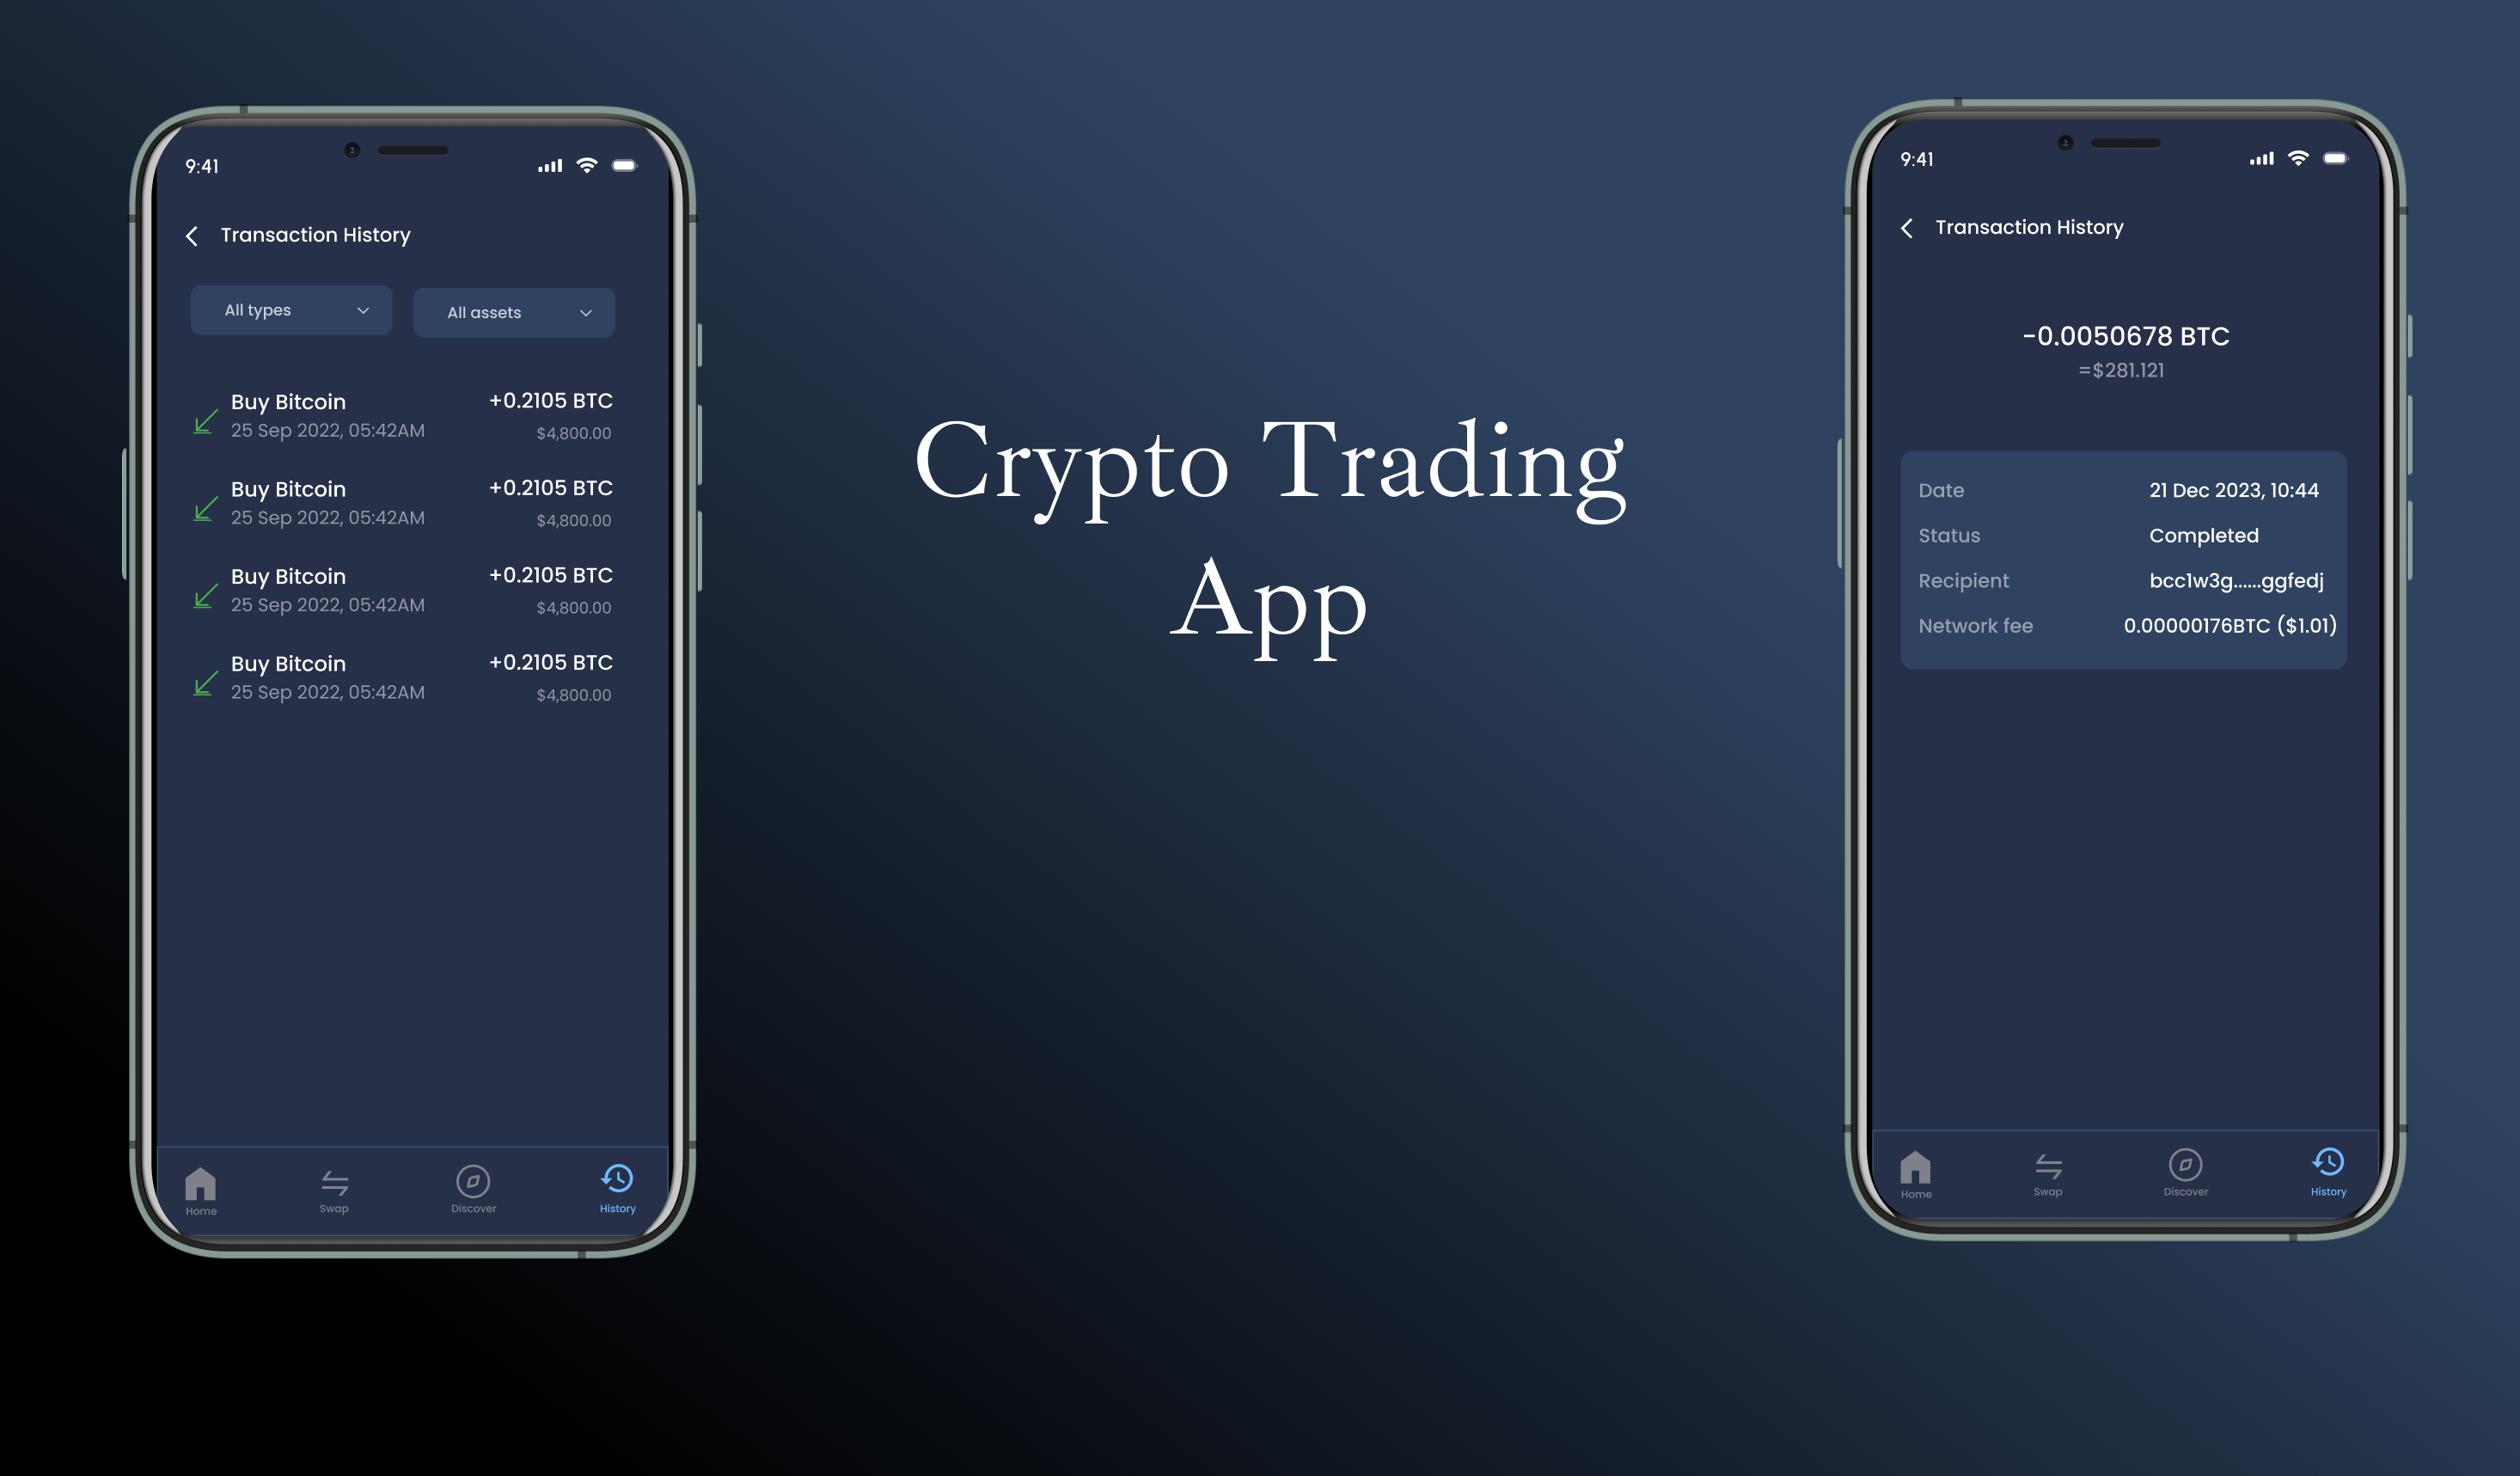 9:41
Transaction History
All types
All assets
Buy Bitcoin +0.2105 BTC
25 Sep 2022, 05:42AM $4,800.00
Buy Bitcoin +0.2105 BTC
25 Sep 2022, 05:42AM $4,800.00
Buy Bitcoin +0.2105 BTC
25 Sep 2022, 05:42AM $4,800.00
Buy Bitcoin +0.2105 BTC
25 Sep 2022, 05:42AM $4,800.00
Home Swap Discover History
Crypto Trading
App
9:41
Transaction History
-0.0050678 BTC
=$281.121
Date 21 Dec 2023, 10:44
Status Completed
Recipient bcc1w3g......ggfedj
Network fee 0.00000176BTC ($1.01)
Home Swap Discover History